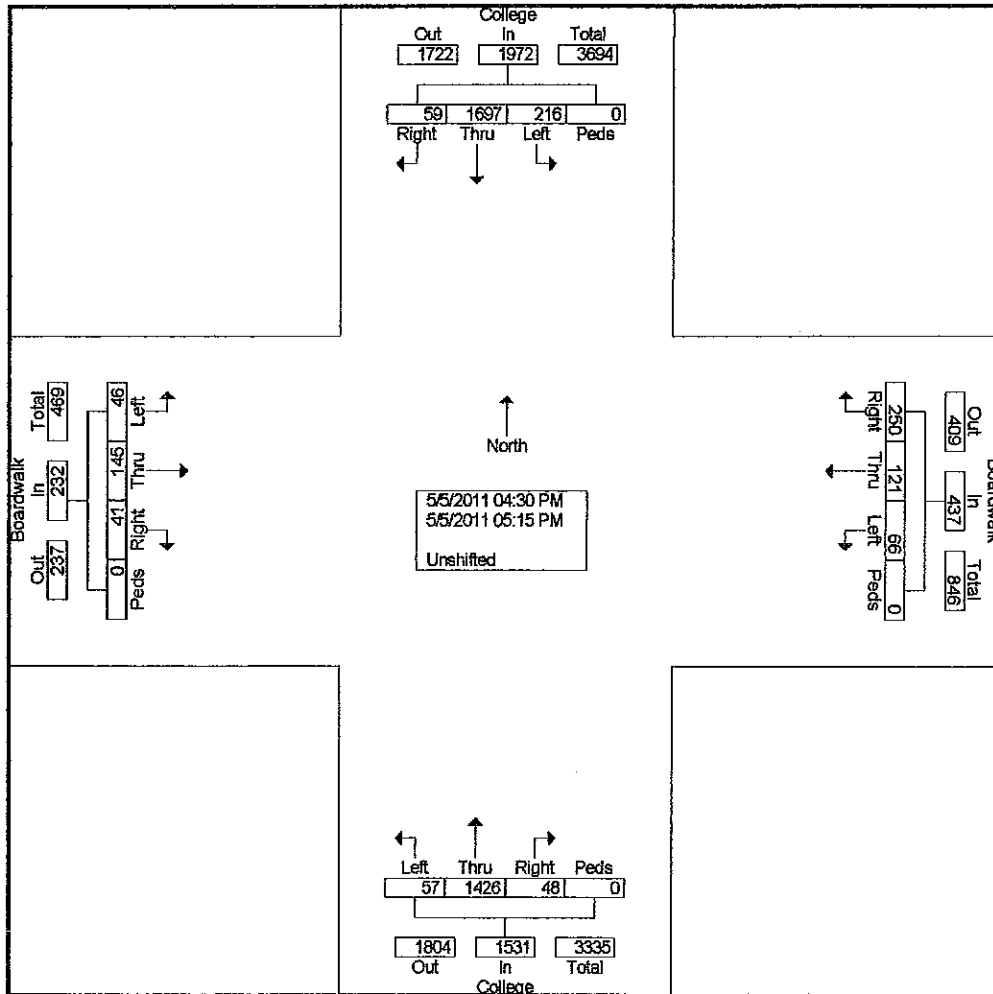 College
Out In Total
1722 1972 3694
59 1697 216 0
Right Thru Left Peds
Boardwalk
Total In Out
469 232 237
46 145 41 0
Left Thru Right Peds
North
5/5/2011 04:30 PM
5/5/2011 05:15 PM
Unshifted
Right Thru Left Peds
250 121 66 0
Out In Total
409 437 846
Boardwalk
Left Thru Right Peds
57 1426 48 0
1804 1531 3335
Out In Total
College